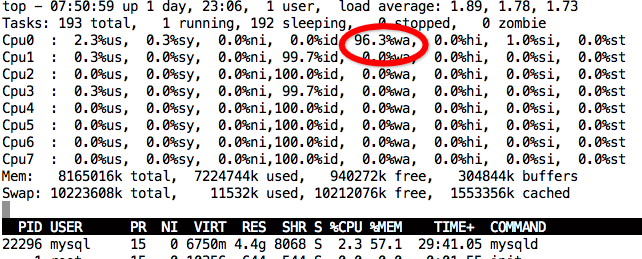 top - 07:50:59 up 1 day, 23:06,  1 user,  load average: 1.89, 1.78, 1.73
Tasks: 193 total,   1 running, 192 sleeping,   0 stopped,   0 zombie
Cpu0  :  2.3%us,  0.3%sy,  0.0%ni,  0.0%id, 96.3%wa,  0.0%hi,  1.0%si,  0.0%st
Cpu1  :  0.3%us,  0.0%sy,  0.0%ni, 99.7%id,  0.0%wa,  0.0%hi,  0.0%si,  0.0%st
Cpu2  :  0.0%us,  0.0%sy,  0.0%ni,100.0%id,  0.0%wa,  0.0%hi,  0.0%si,  0.0%st
Cpu3  :  0.3%us,  0.0%sy,  0.0%ni, 99.7%id,  0.0%wa,  0.0%hi,  0.0%si,  0.0%st
Cpu4  :  0.0%us,  0.0%sy,  0.0%ni,100.0%id,  0.0%wa,  0.0%hi,  0.0%si,  0.0%st
Cpu5  :  0.0%us,  0.0%sy,  0.0%ni,100.0%id,  0.0%wa,  0.0%hi,  0.0%si,  0.0%st
Cpu6  :  0.0%us,  0.0%sy,  0.0%ni,100.0%id,  0.0%wa,  0.0%hi,  0.0%si,  0.0%st
Cpu7  :  0.0%us,  0.0%sy,  0.0%ni,100.0%id,  0.0%wa,  0.0%hi,  0.0%si,  0.0%st
Mem:   8165016k total,  7224744k used,   940272k free,   304844k buffers
Swap: 10223608k total,    11532k used, 10212076k free,  1553356k cached
PID USER      PR  NI  VIRT  RES  SHR S %CPU %MEM    TIME+  COMMAND
22296 mysql     15   0 6750m 4.4g 8068 S  2.3 57.1  29:41.05 mysqld